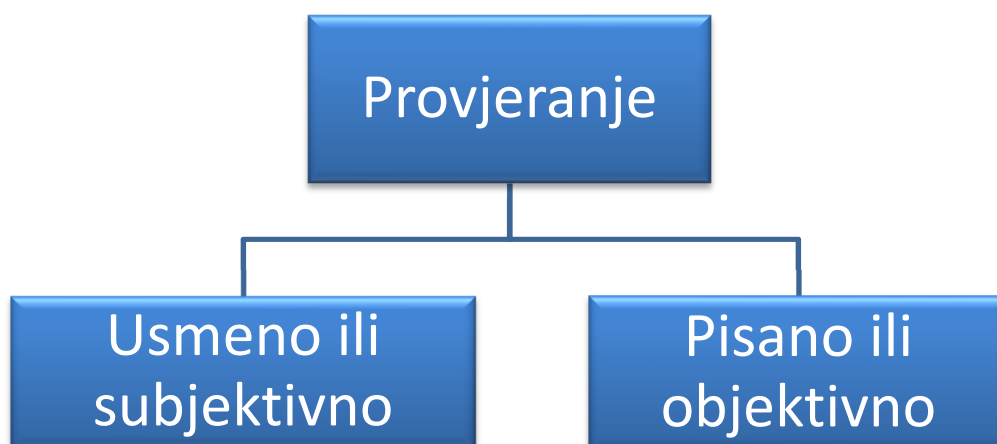 Provjeranje
Usmeno ili
subjektivno
Pisano ili
objektivno